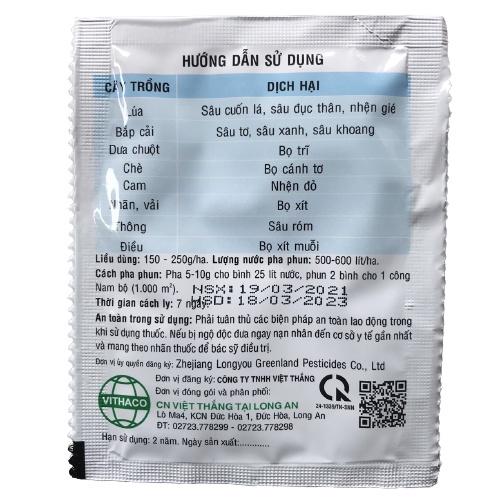 HƯỚNG DẪN SỬ DỤNG
CÂY TRỒNG DỊCH HẠI
Lúa Sâu cuốn lá, sâu đục thân, nhện gié
Bắp cải Sâu tơ, sâu xanh, sâu khoang
Dưa chuột Bọ trĩ
Chè Bọ cánh tơ
Cam Nhện đỏ
Nhãn, vải Bọ xít
Thông Sâu róm
Điều Bọ xít muỗi
Liều dùng: 150 - 250g/ha. Lượng nước pha phun: 500-600 lít/ha.
Cách pha phun: Pha 5-10g cho bình 25 lít nước, phun 2 bình cho 1 công
Nam bộ (1.000 m²). NSX: 19/03/2021
Thời gian cách ly: 7 ngày. HSD: 18/03/2023
An toàn trong sử dụng: Phải tuân thủ các biện pháp an toàn lao động trong
khi sử dụng thuốc. Nếu bị ngộ độc đưa ngay nạn nhân đến cơ sở y tế gần nhất
và mang theo nhãn thuốc để bác sỹ điều trị.
Đơn vị ủy quyền đăng ký: Zhejiang Longyou Greenland Pesticides Co., Ltd
Đơn vị đăng ký: CÔNG TY TNHH VIỆT THẮNG
Đơn vị đóng gói và phân phối:
CN VIỆT THẮNG TẠI LONG AN
Lô Ma4, KCN Đức Hòa 1, Đức Hòa, Long An
ĐT: 02723.778299 - 02723.778298
VITHACO
Hạn sử dụng: 2 năm. Ngày sản xuất:............